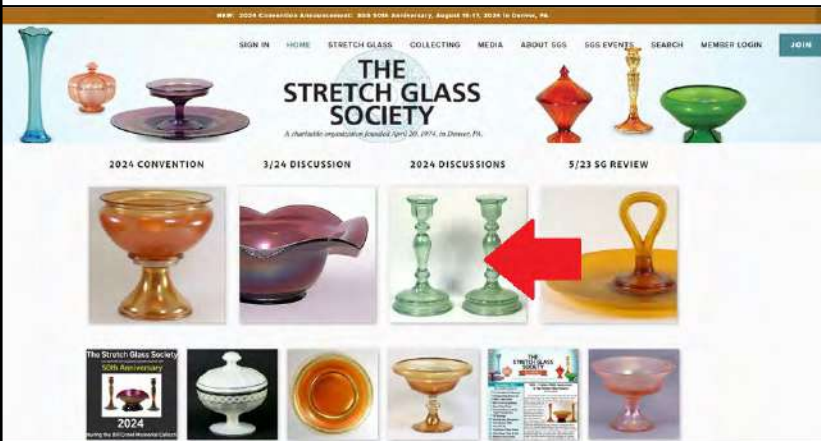 NEW: 2024 Convention Announcement: SGS 50th Anniversary, August 15-17, 2024 in Denver, PA.
SIGN IN HOME STRETCH GLASS COLLECTING MEDIA ABOUT SGS SGS EVENTS SEARCH MEMBER LOGIN JOIN
THE
STRETCH GLASS
SOCIETY
A charitable organization founded April 20, 1974, in Denver, PA.
2024 CONVENTION 3/24 DISCUSSION 2024 DISCUSSIONS 5/23 SG REVIEW
The Stretch Glass Society
50th Anniversary
2024
THE
STRETCH GLASS
SOCIETY